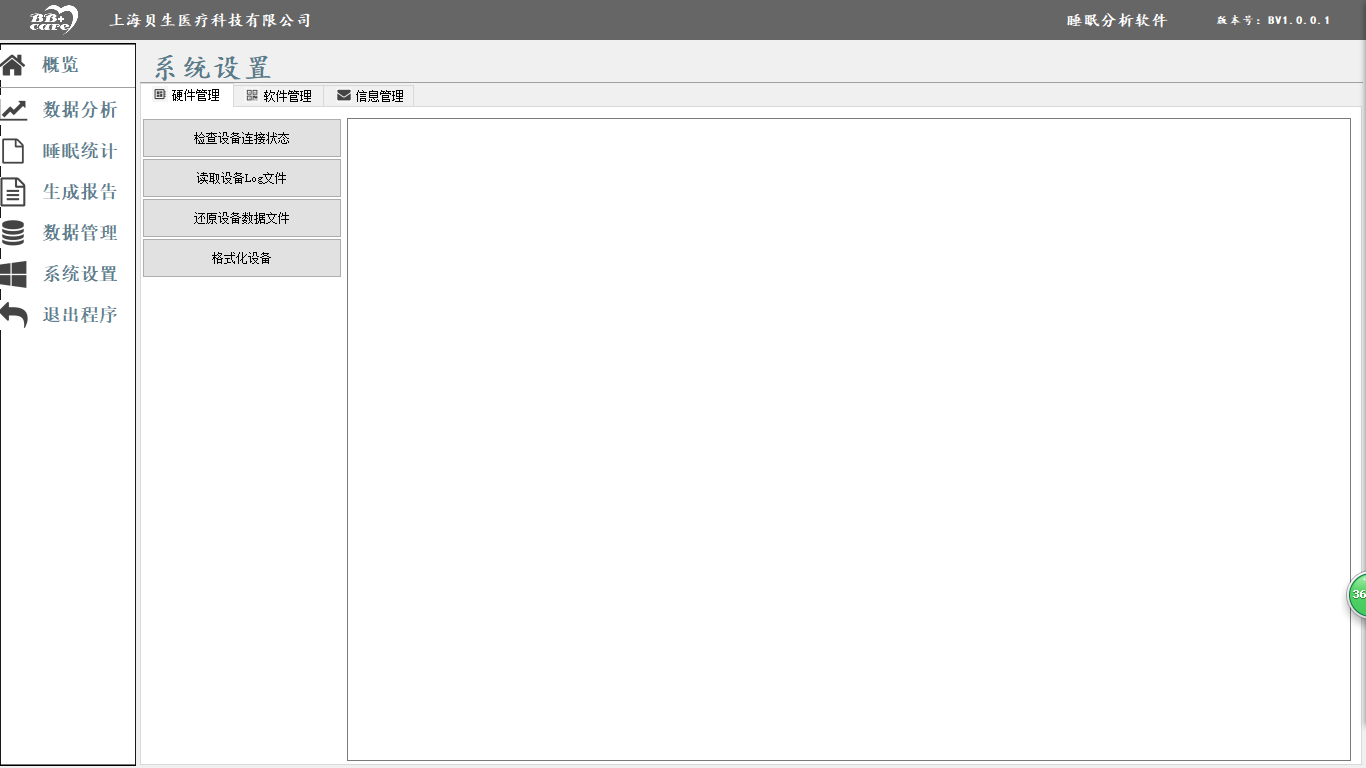 BB+ care
上海贝生医疗科技有限公司
睡眠分析软件
版本号: BV1.0.0.1
概览
数据分析
睡眠统计
生成报告
数据管理
系统设置
退出程序
系统设置
硬件管理
软件管理
信息管理
检查设备连接状态
读取设备Log文件
还原设备数据文件
格式化设备
36